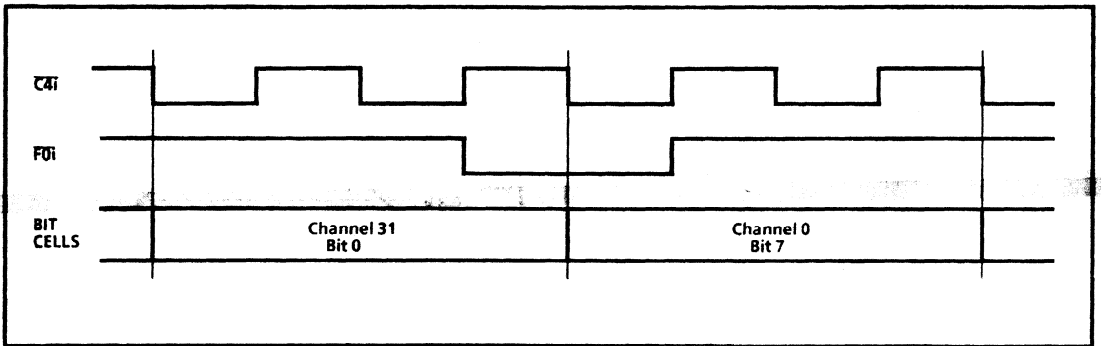 C4i
F0i
BIT
CELLS
Channel 31
Bit 0
Channel 0
Bit 7